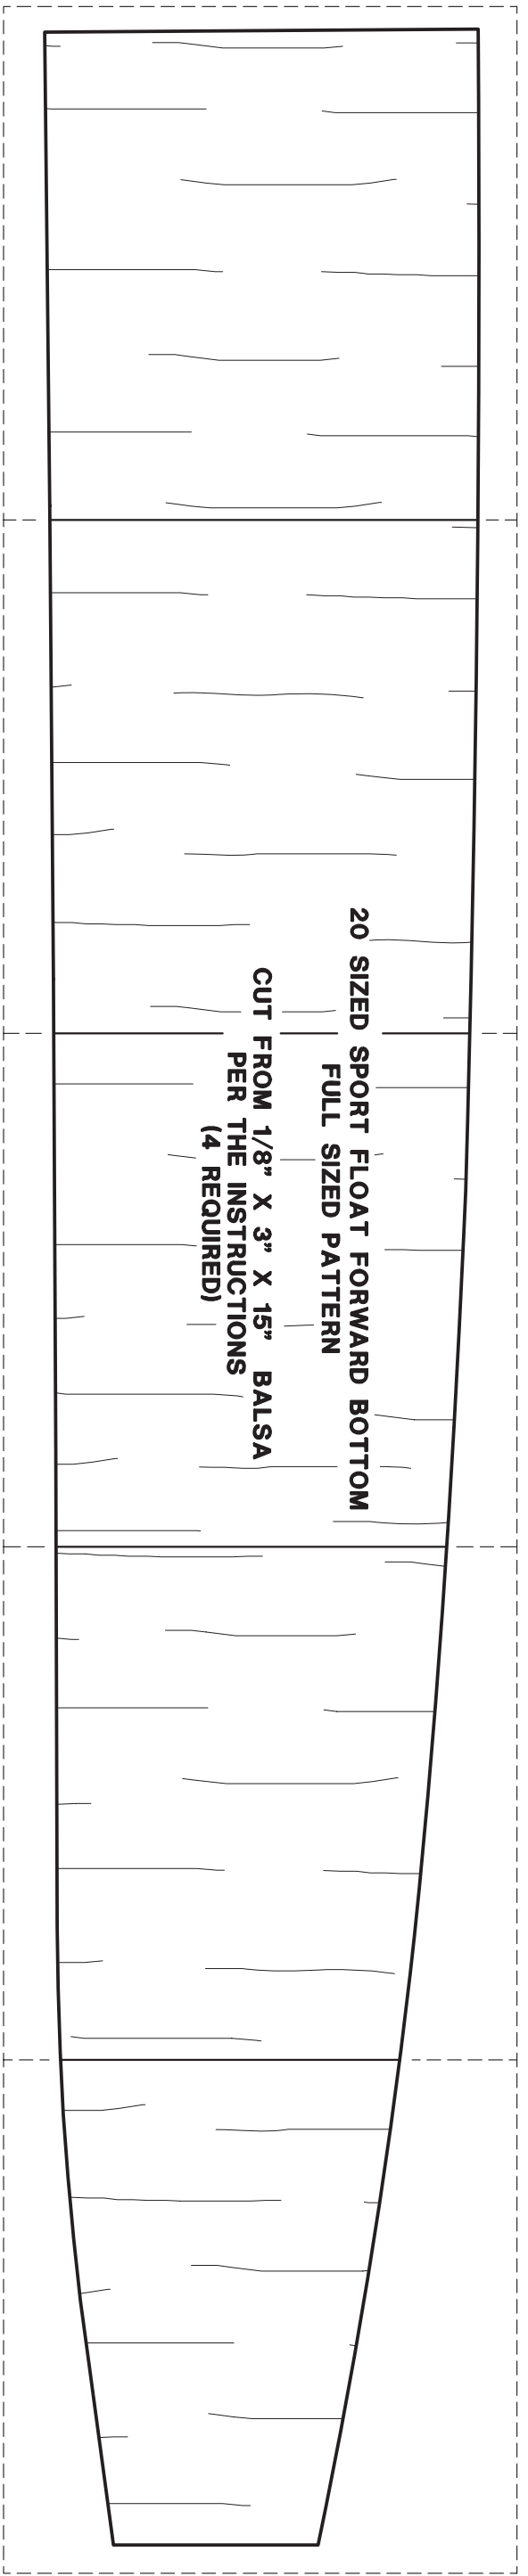 20 SIZED SPORT FLOAT FORWARD BOTTOM
FULL SIZED PATTERN
CUT FROM 1/8" X 3" X 15" BALSA
PER THE INSTRUCTIONS
(4 REQUIRED)